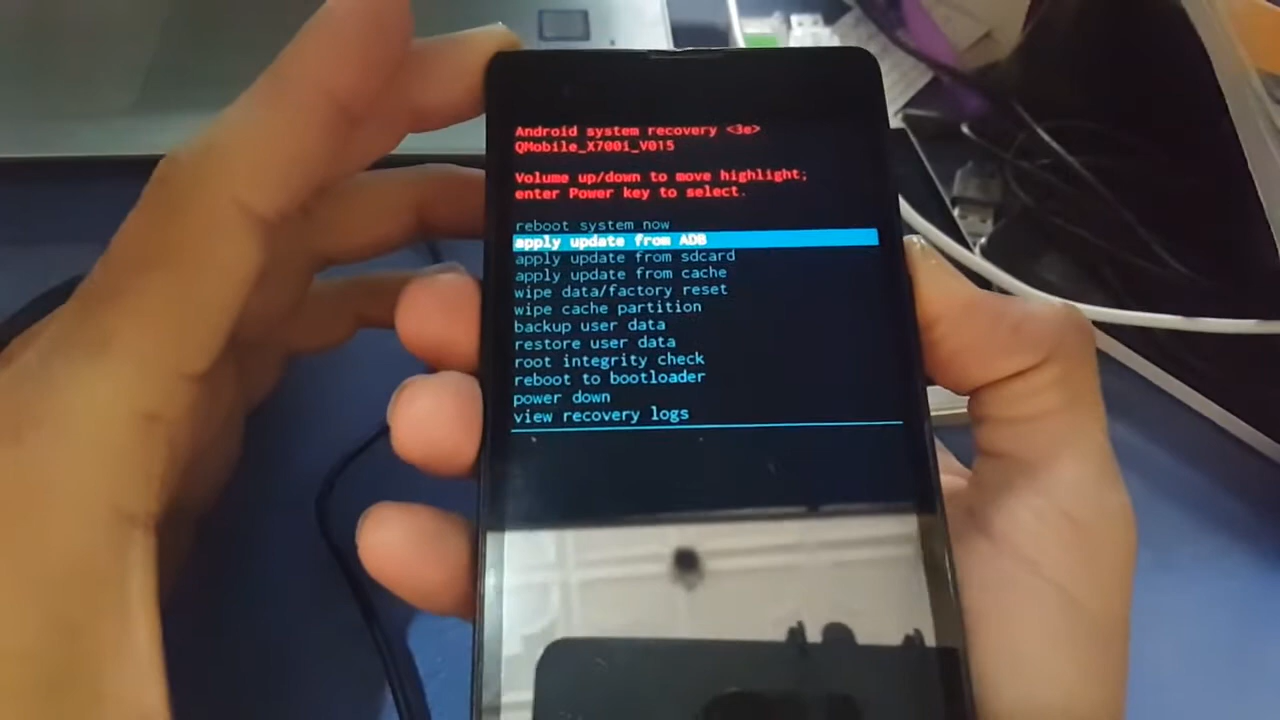 Android system recovery <3e>
QMobile_X700i_V015
Volume up/down to move highlight;
enter Power key to select.
reboot system now
apply update from ADB
apply update from sdcard
apply update from cache
wipe data/factory reset
wipe cache partition
backup user data
restore user data
root integrity check
reboot to bootloader
power down
view recovery logs